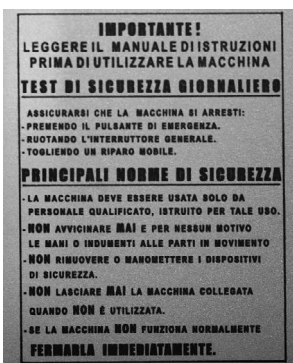 IMPORTANTE!
LEGGERE IL MANUALE DI ISTRUZIONI
PRIMA DI UTILIZZARE LA MACCHINA
TEST DI SICUREZZA GIORNALIERO
ASSICURARSI CHE LA MACCHINA SI ARRESTI:
- PREMENDO IL PULSANTE DI EMERGENZA.
- RUOTANDO L'INTERRUTTORE GENERALE.
- TOGLIENDO UN RIPARO MOBILE.
PRINCIPALI NORME DI SICUREZZA
- LA MACCHINA DEVE ESSERE USATA SOLO DA
PERSONALE QUALIFICATO, ISTRUITO PER TALE USO.
- NON AVVICINARE MAI E PER NESSUN MOTIVO
LE MANI O INDUMENTI ALLE PARTI IN MOVIMENTO
- NON RIMUOVERE O MANOMETTERE I DISPOSITIVI
DI SICUREZZA.
- NON LASCIARE MAI LA MACCHINA COLLEGATA
QUANDO NON É UTILIZZATA.
- SE LA MACCHINA NON FUNZIONA NORMALMENTE
FERMARLA IMMEDIATAMENTE.